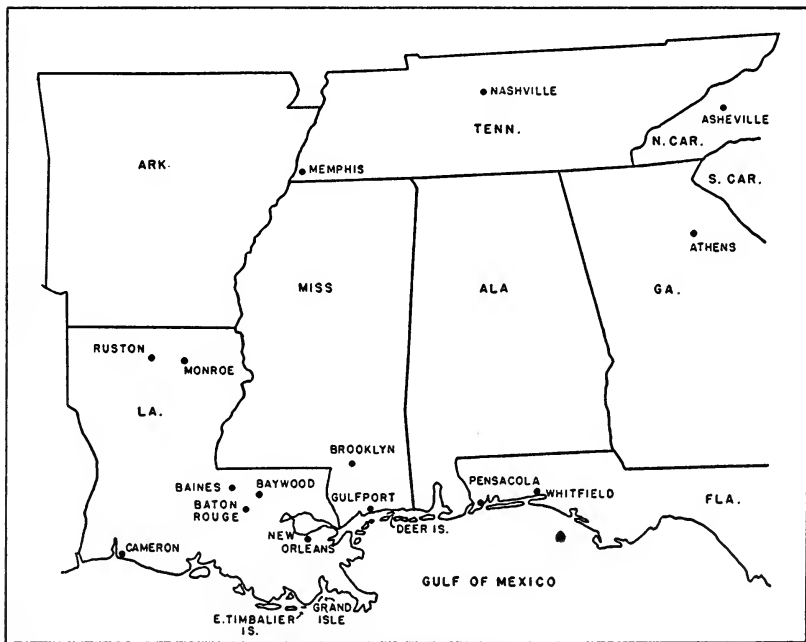 NASHVILLE
ASHEVILLE
TENN.
N. CAR.
ARK.
MEMPHIS
S. CAR.
ATHENS
MISS
ALA
GA.
RUSTON
MONROE
LA.
BROOKLYN
BAINES
BAYWOOD
PENSACOLA
WHITFIELD
BATON
ROUGE
GULFPORT
FLA.
DEER IS.
NEW
ORLEANS
CAMERON
GULF OF MEXICO
GRAND
ISLE
E. TIMBALIER
IS.